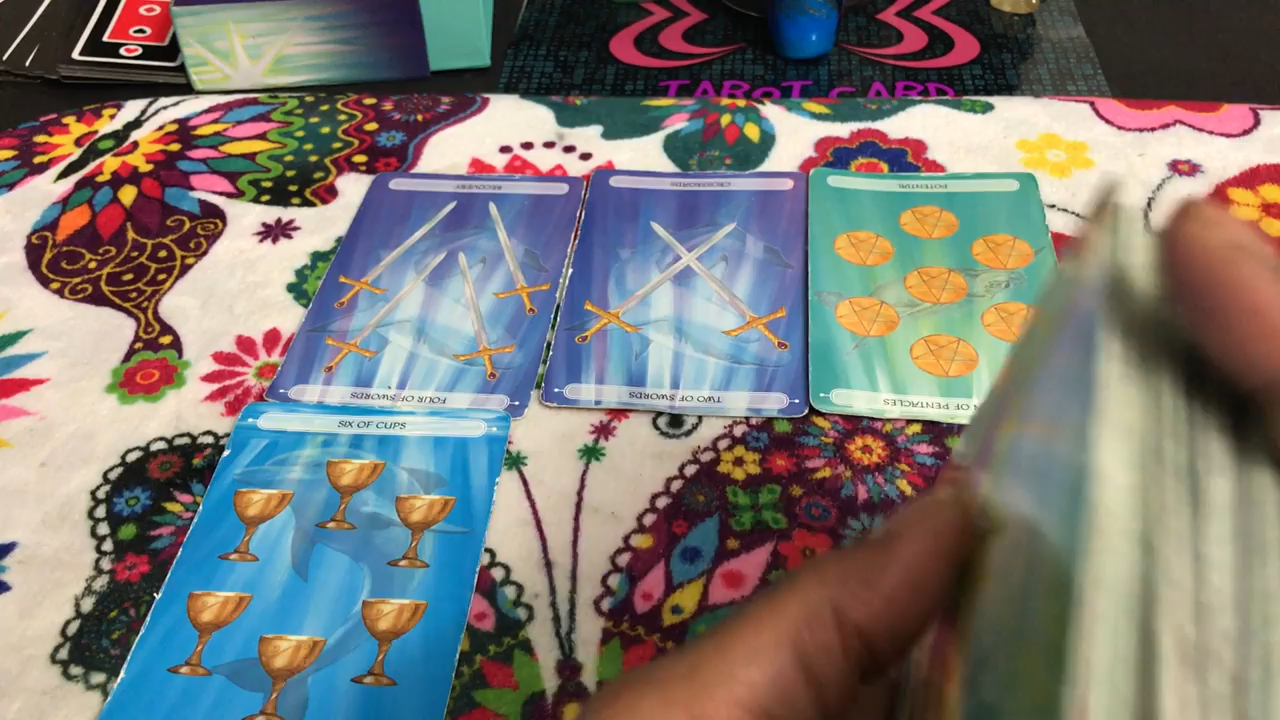 TAROT CARD
RECOVERY
CROSSROADS
POTENTIAL
FOUR OF SWORDS
TWO OF SWORDS
N OF PENTACLES
SIX OF CUPS